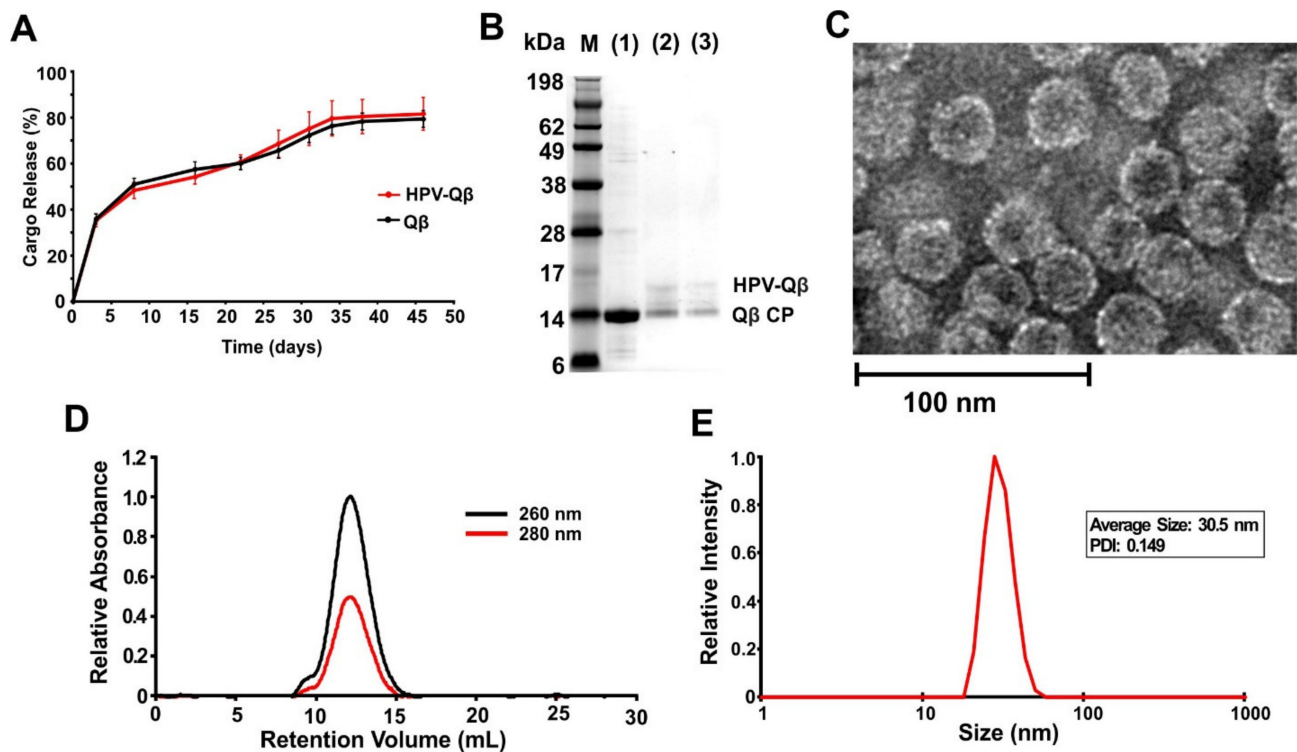 A
Cargo Release (%)
100
80
60
40
20
0
0 5 10 15 20 25 30 35 40 45 50
Time (days)
HPV-Qβ
Qβ
B
kDa M (1) (2) (3)
198
62
49
38
28
17
14
6
HPV-Qβ
Qβ CP
C
100 nm
D
Relative Absorbance
1.2
1.0
0.8
0.6
0.4
0.2
0
0 5 10 15 20 25 30
Retention Volume (mL)
260 nm
280 nm
E
Relative Intensity
1.0
0.8
0.6
0.4
0.2
0
1 10 100 1000
Size (nm)
Average Size: 30.5 nm
PDI: 0.149